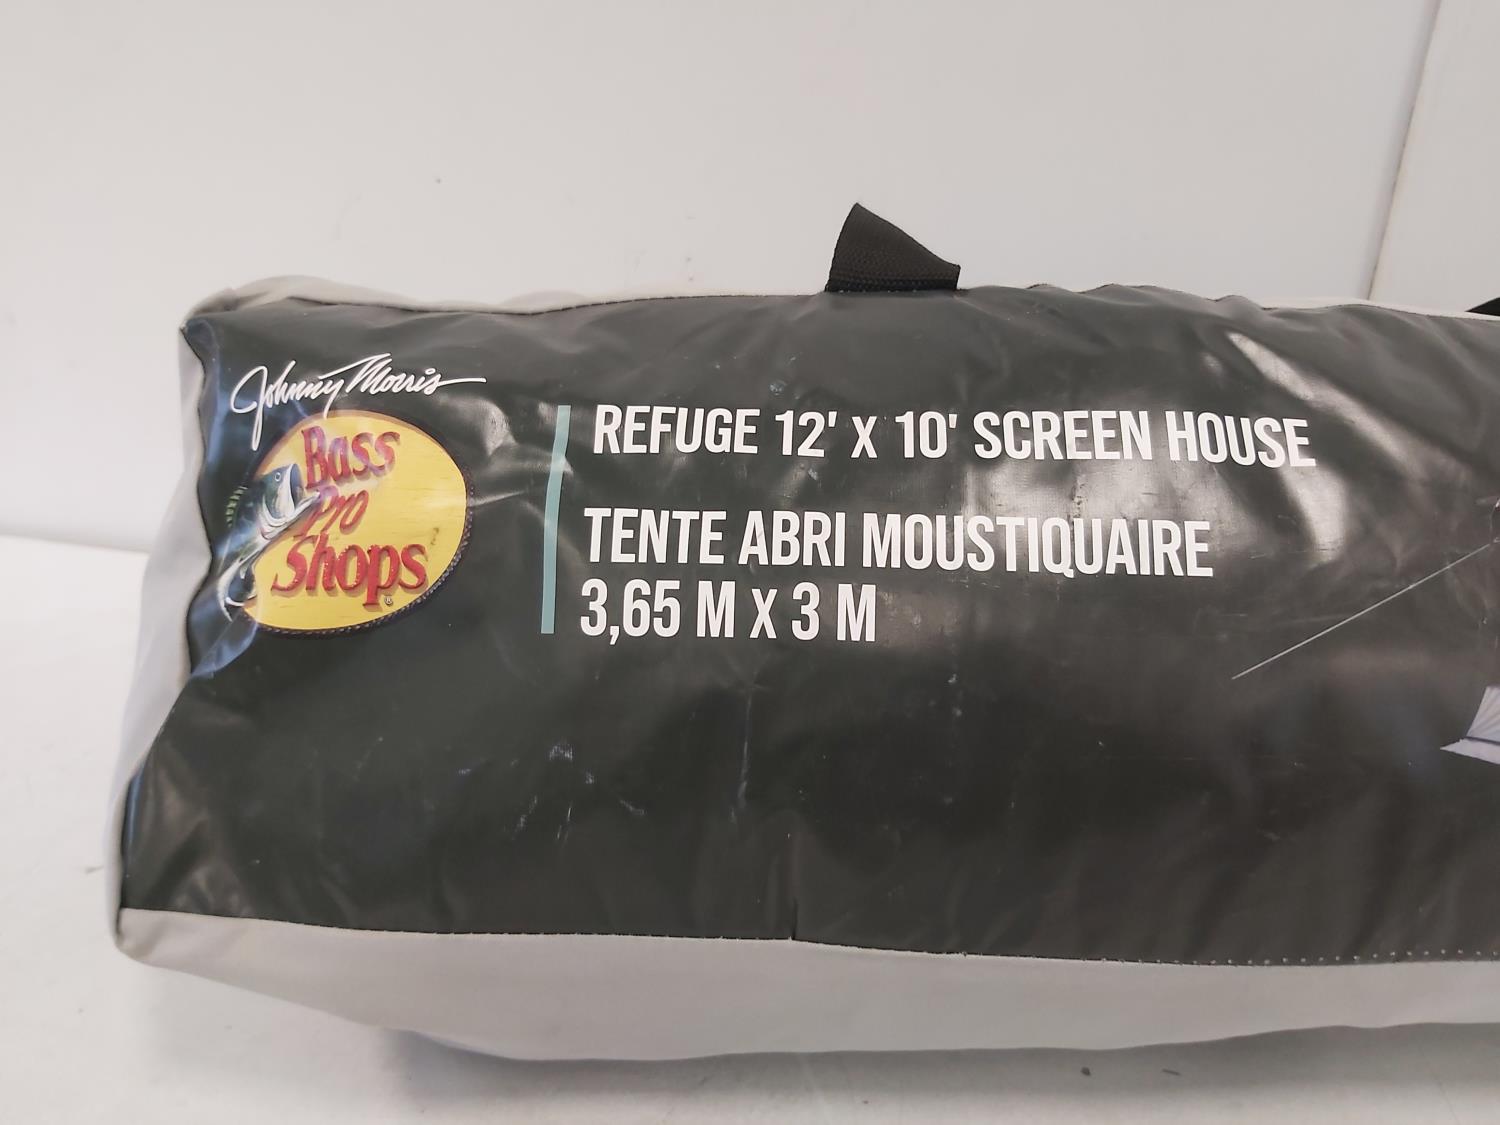 Johnny Morris
Bass
Pro
Shops®
REFUGE 12' X 10' SCREEN HOUSE
TENTE ABRI MOUSTIQUAIRE
3,65 M X 3 M